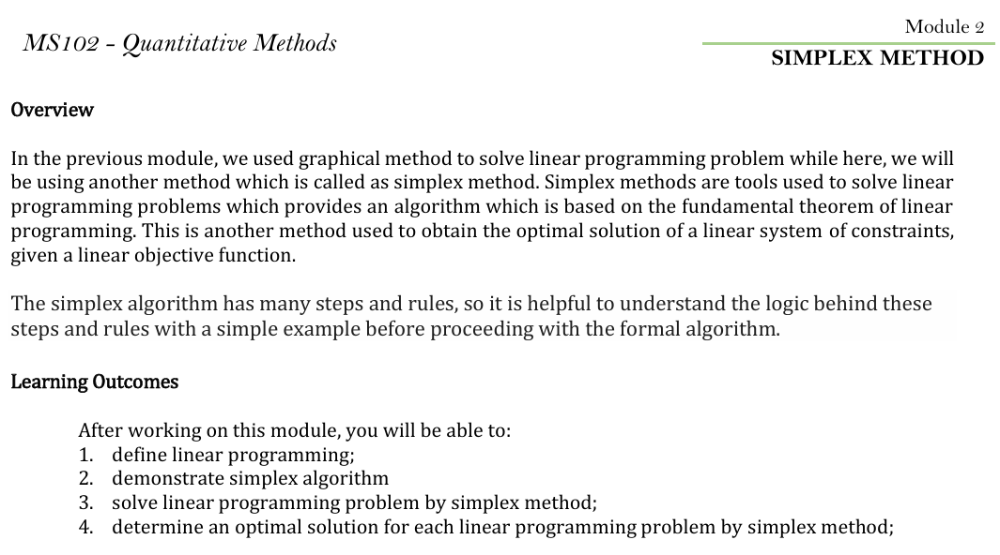 MS102 - Quantitative Methods
Module 2
SIMPLEX METHOD
Overview
In the previous module, we used graphical method to solve linear programming problem while here, we will
be using another method which is called as simplex method. Simplex methods are tools used to solve linear
programming problems which provides an algorithm which is based on the fundamental theorem of linear
programming. This is another method used to obtain the optimal solution of a linear system of constraints,
given a linear objective function.
The simplex algorithm has many steps and rules, so it is helpful to understand the logic behind these
steps and rules with a simple example before proceeding with the formal algorithm.
Learning Outcomes
After working on this module, you will be able to:
1. define linear programming;
2. demonstrate simplex algorithm
3. solve linear programming problem by simplex method;
4. determine an optimal solution for each linear programming problem by simplex method;